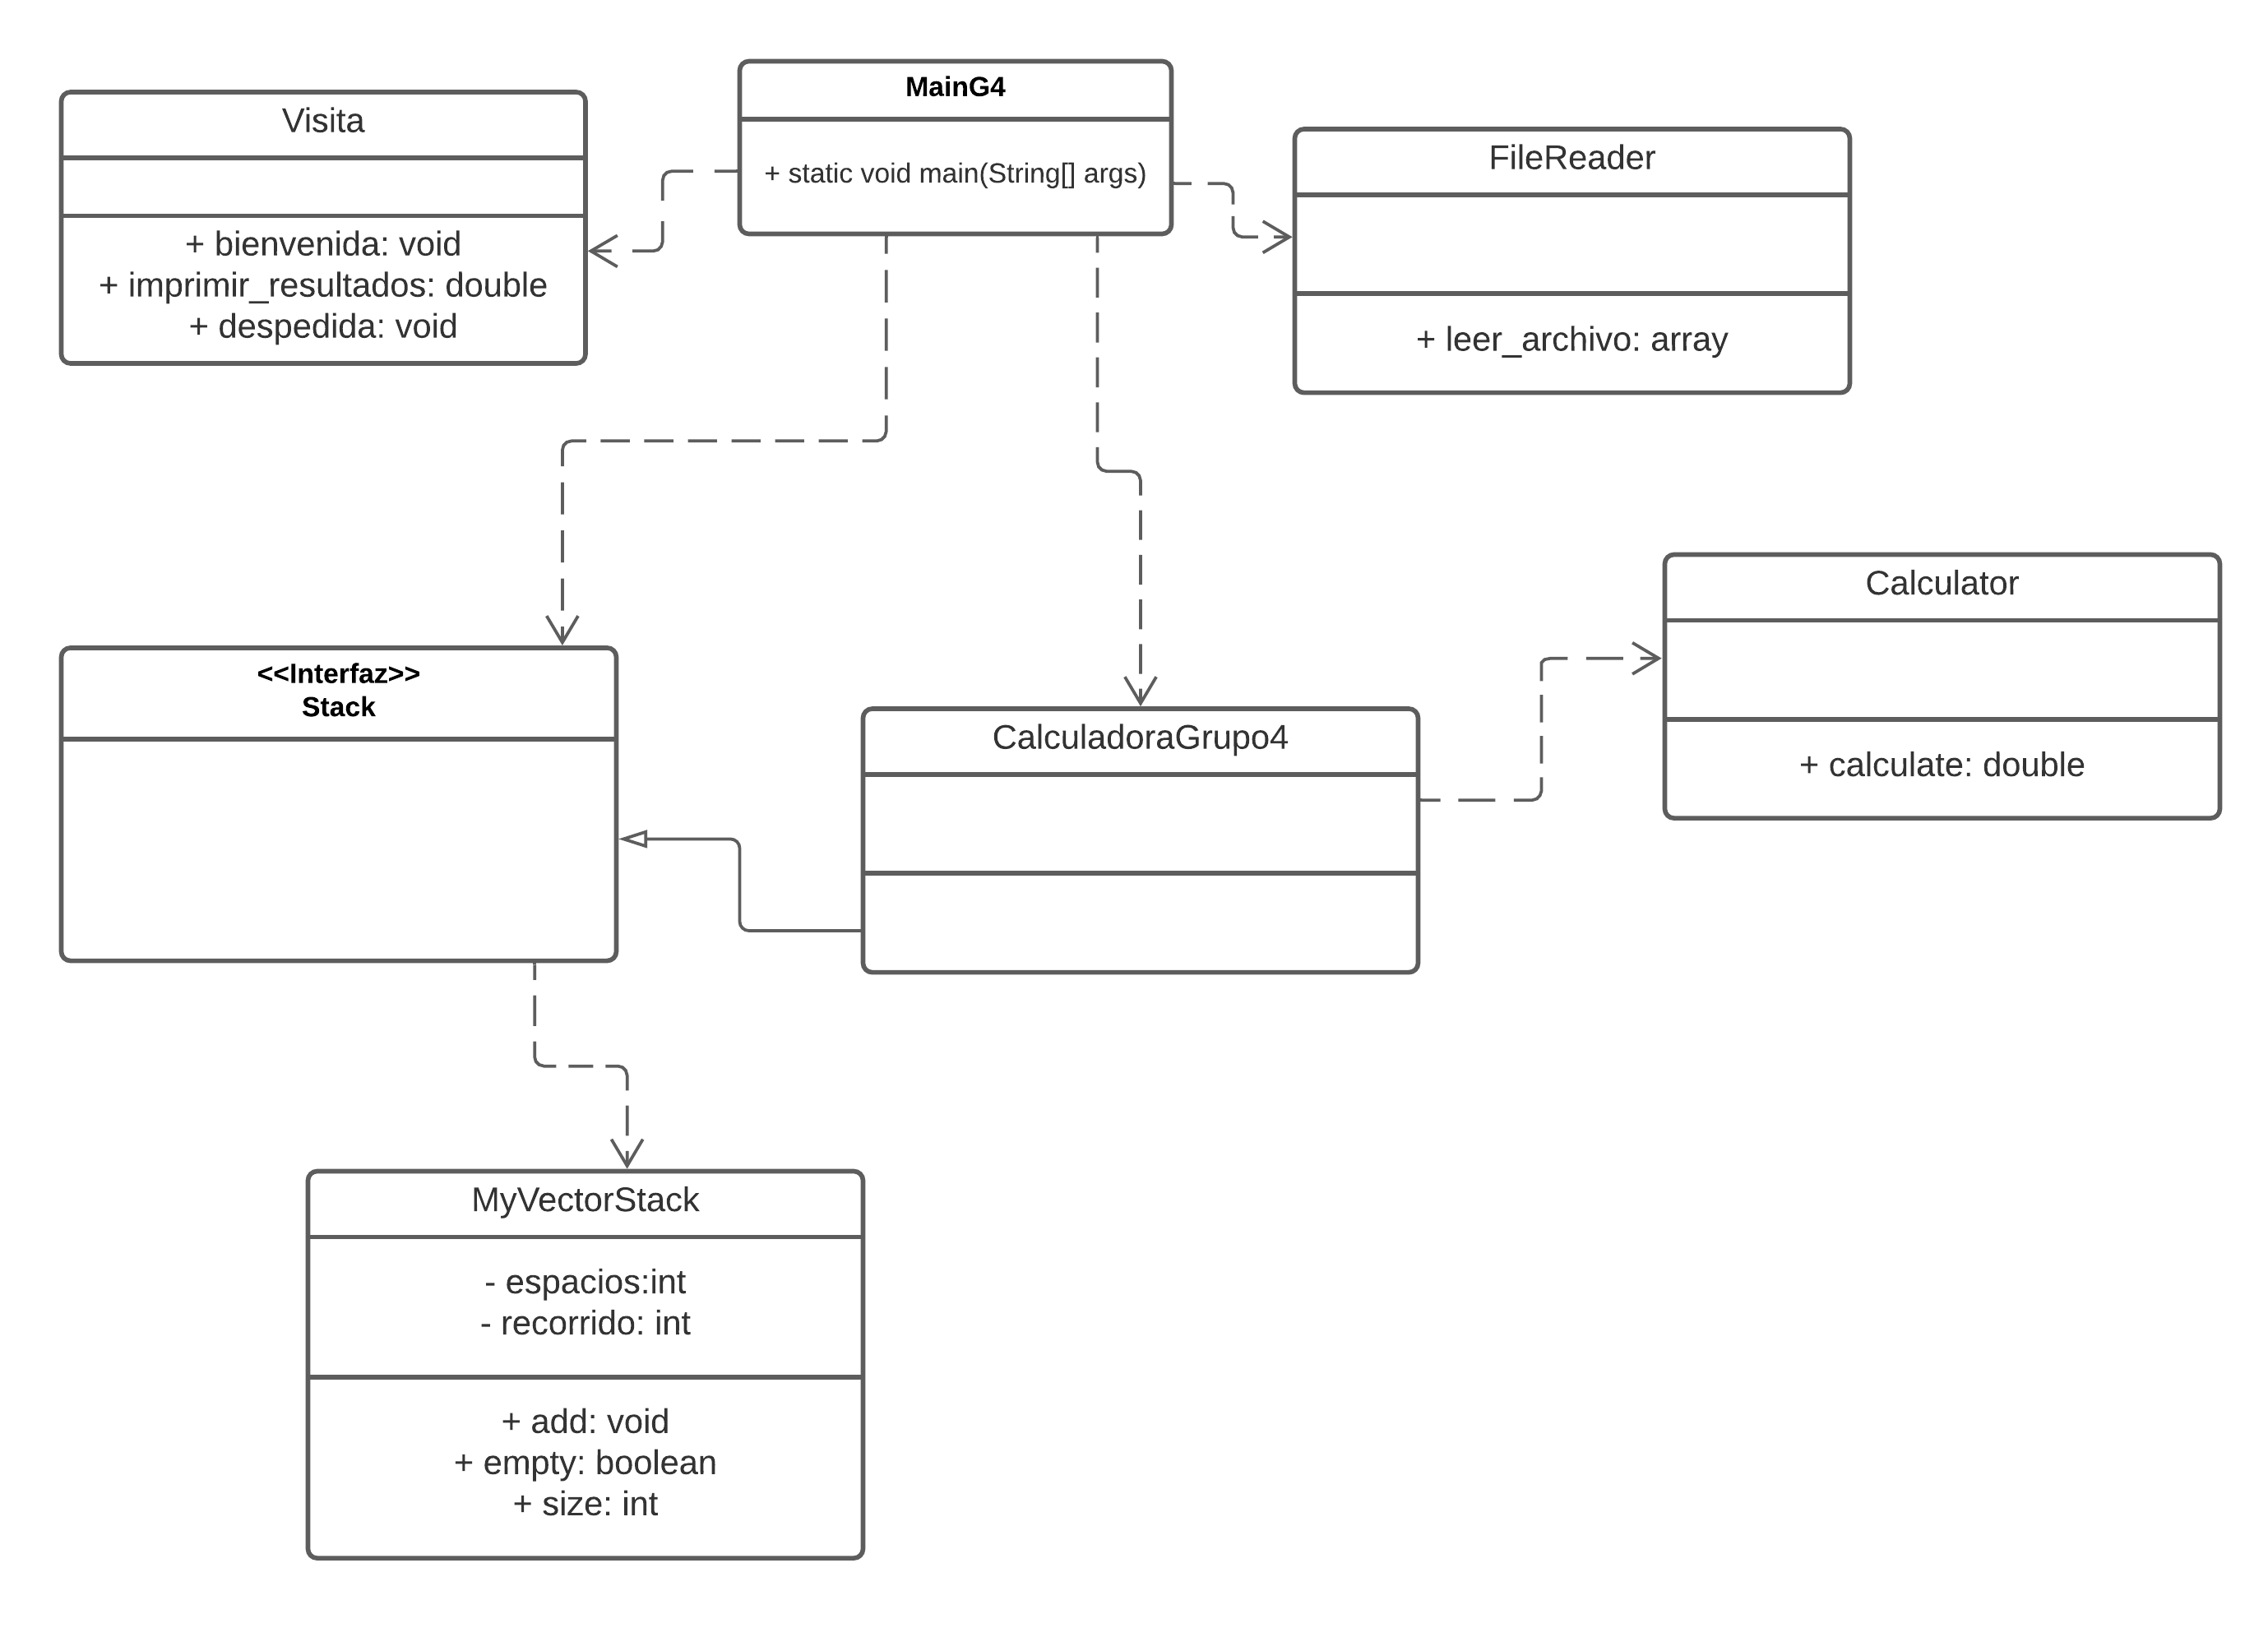 MainG4
+ static void main(String[] args)
Visita
+ bienvenida: void
+ imprimir_resultados: double
+ despedida: void
FileReader
+ leer_archivo: array
<<Interfaz>>
Stack
CalculadoraGrupo4
Calculator
+ calculate: double
MyVectorStack
- espacios:int
- recorrido: int
+ add: void
+ empty: boolean
+ size: int